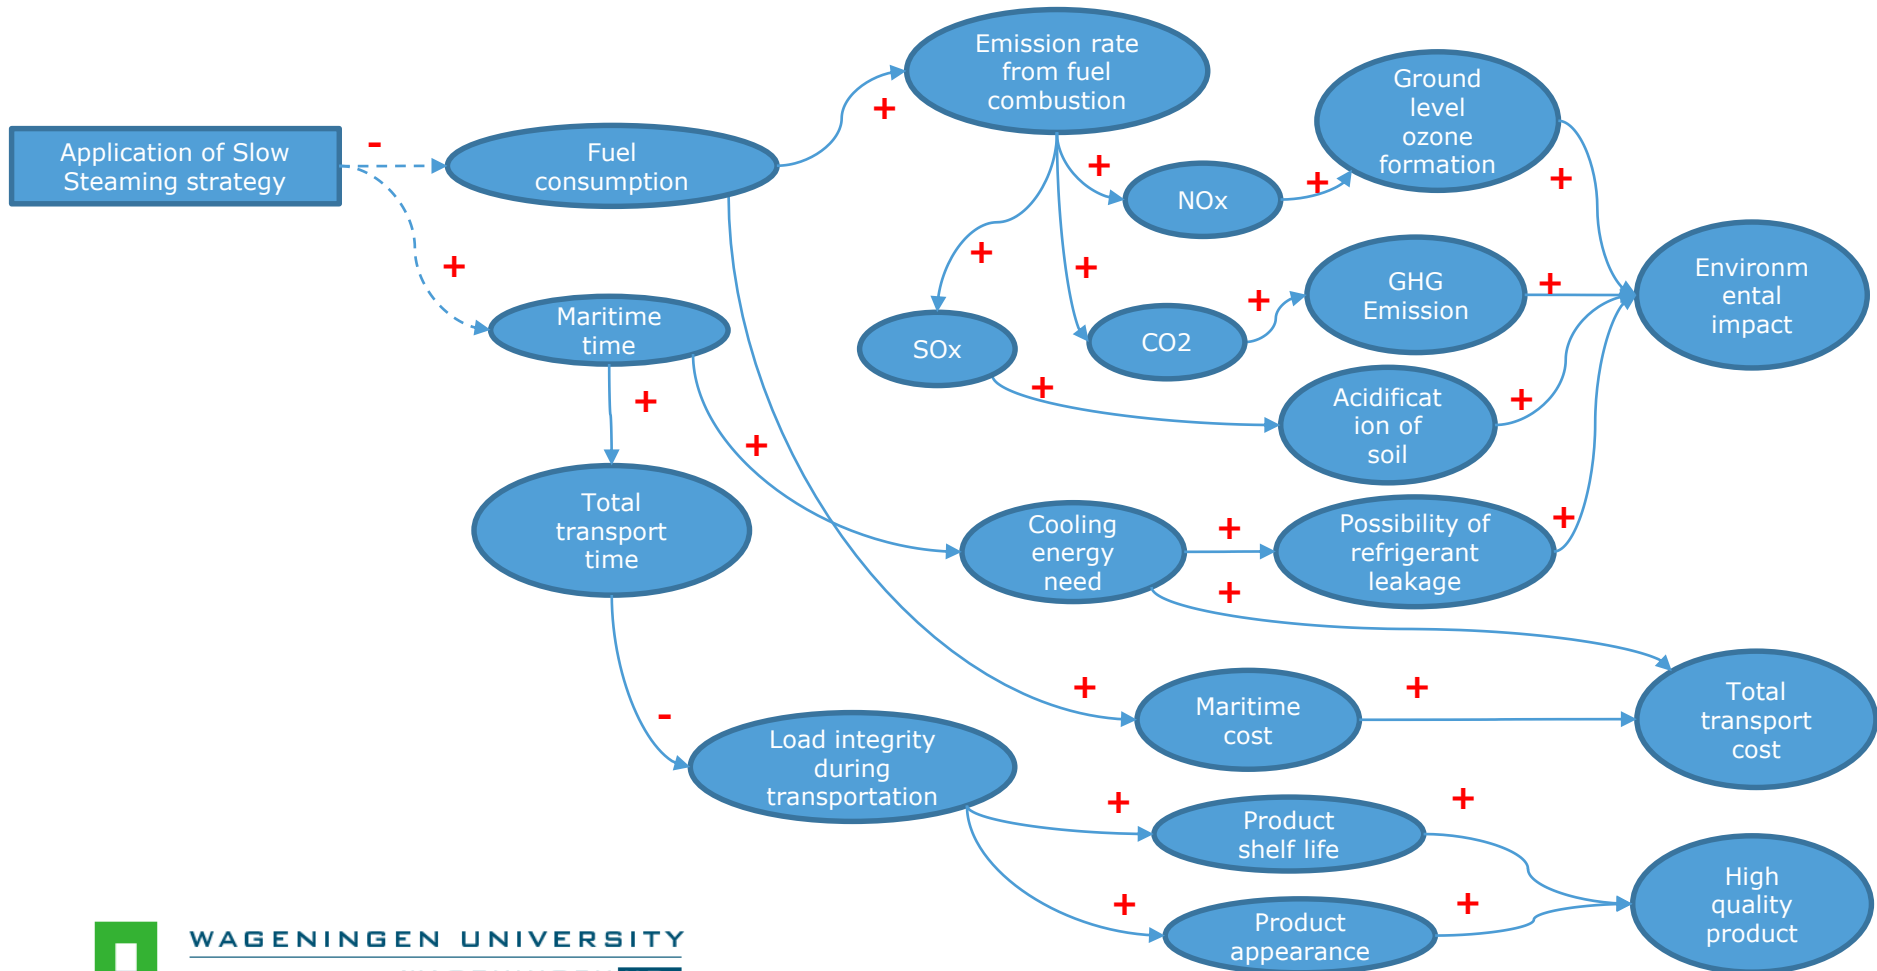 Emission rate
from fuel
combustion
Ground
level
ozone
formation
+
-
Application of Slow
Steaming strategy
Fuel
consumption
+
+
+
NOx
+
+
+
+
Environm
ental
impact
GHG
Emission
+
+
Maritime
time
SOx
CO2
+
+
+
Acidificat
ion of
soil
+
Total
transport
time
Cooling
energy
need
+
Possibility of
refrigerant
leakage
+
+
+
Maritime
cost
+
Total
transport
cost
-
Load integrity
during
transportation
+
Product
shelf life
+
+
Product
appearance
+
High
quality
product
WAGENINGEN UNIVERSITY